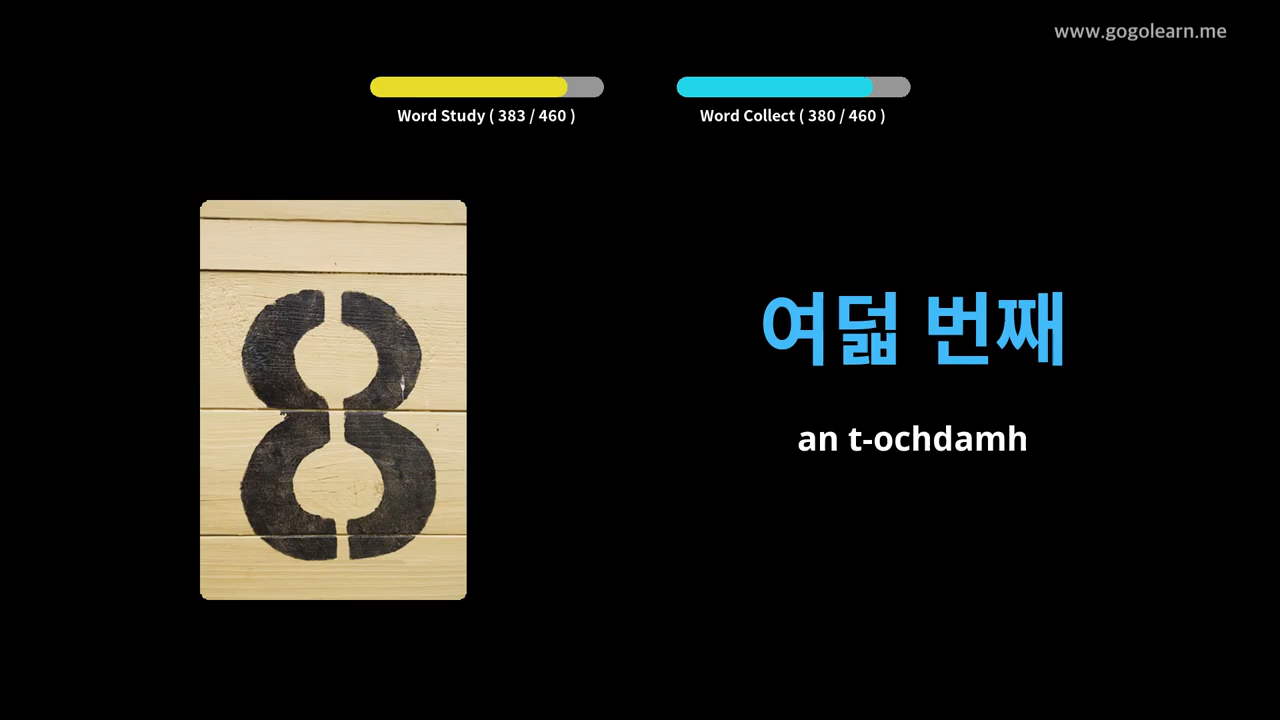 www.gogolearn.me
Word Study ( 383 / 460 )
Word Collect ( 380 / 460 )
8
여덟 번째
an t-ochdamh